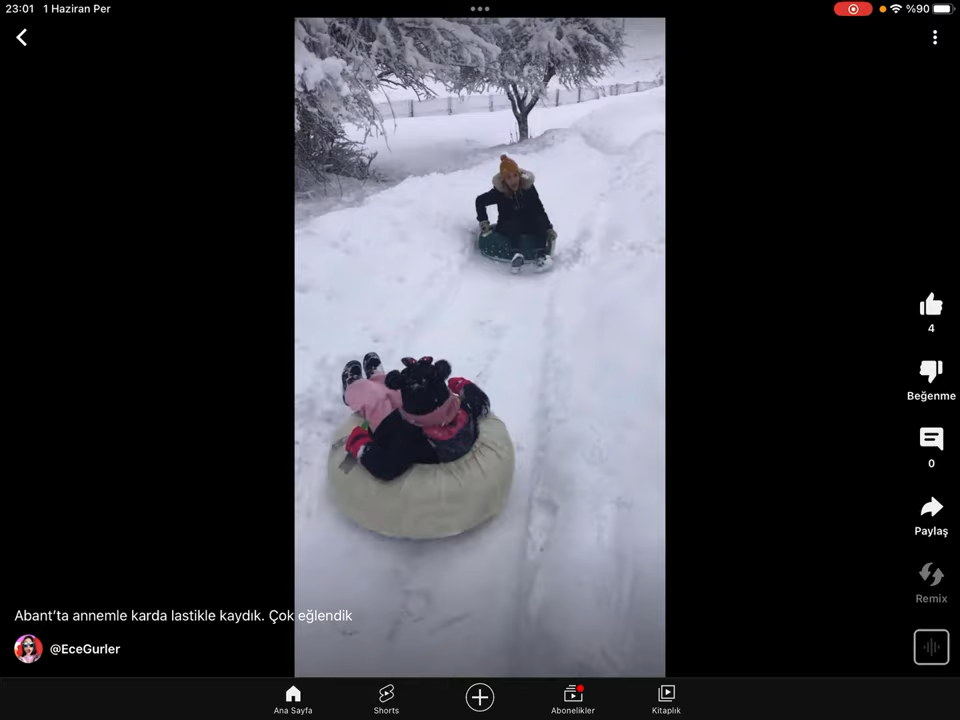 23:01 1 Haziran Per
%90
4
Beğenme
0
Paylaş
Remix
Abant'ta annemle karda lastikle kaydık. Çok eğlendik
@EceGurler
Ana Sayfa
Shorts
Abonelikler
Kitaplık